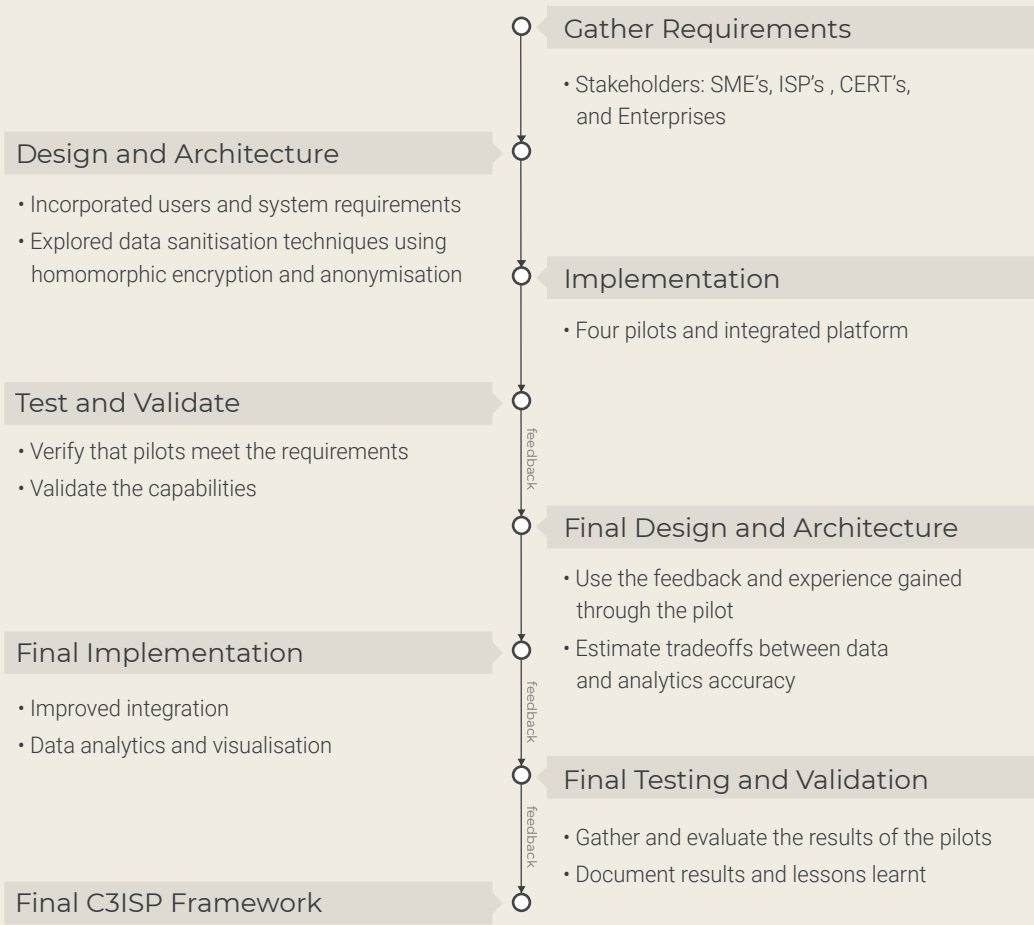 Gather Requirements
• Stakeholders: SME's, ISP's , CERT's,
and Enterprises
Design and Architecture
• Incorporated users and system requirements
• Explored data sanitisation techniques using
homomorphic encryption and anonymisation
Implementation
• Four pilots and integrated platform
Test and Validate
• Verify that pilots meet the requirements
• Validate the capabilities
feedback
Final Design and Architecture
• Use the feedback and experience gained
through the pilot
• Estimate tradeoffs between data
and analytics accuracy
Final Implementation
• Improved integration
• Data analytics and visualisation
feedback
Final Testing and Validation
• Gather and evaluate the results of the pilots
• Document results and lessons learnt
feedback
Final C3ISP Framework